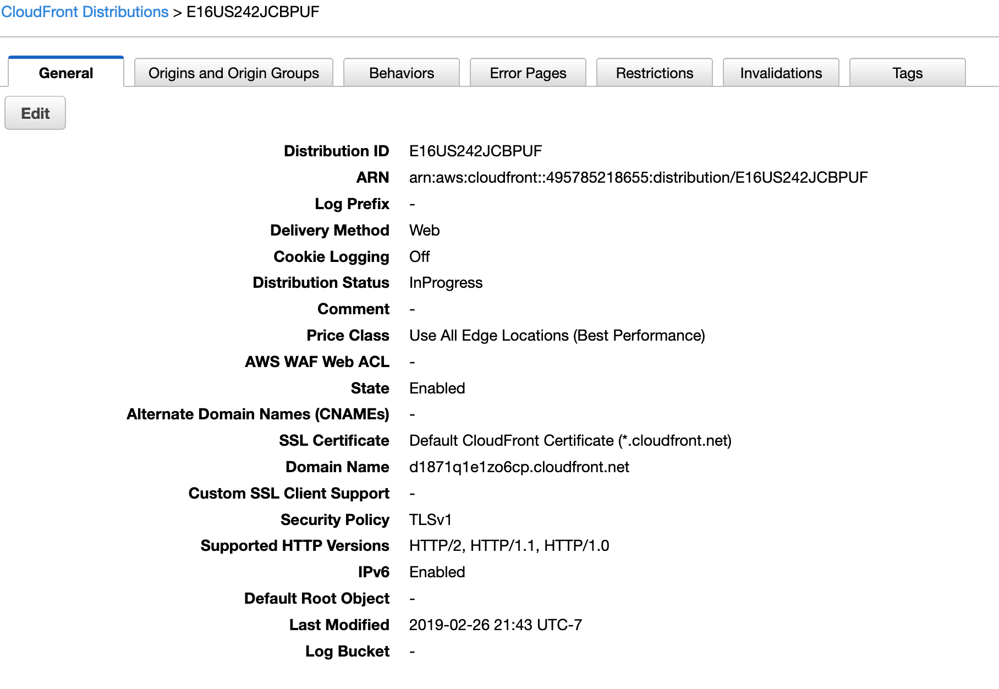 CloudFront Distributions > E16US242JCBPUF
General Origins and Origin Groups Behaviors Error Pages Restrictions Invalidations Tags
Edit
Distribution ID E16US242JCBPUF
ARN arn:aws:cloudfront::495785218655:distribution/E16US242JCBPUF
Log Prefix -
Delivery Method Web
Cookie Logging Off
Distribution Status InProgress
Comment -
Price Class Use All Edge Locations (Best Performance)
AWS WAF Web ACL -
State Enabled
Alternate Domain Names (CNAMEs) -
SSL Certificate Default CloudFront Certificate (*.cloudfront.net)
Domain Name d1871q1e1zo6cp.cloudfront.net
Custom SSL Client Support -
Security Policy TLSv1
Supported HTTP Versions HTTP/2, HTTP/1.1, HTTP/1.0
IPv6 Enabled
Default Root Object -
Last Modified 2019-02-26 21:43 UTC-7
Log Bucket -